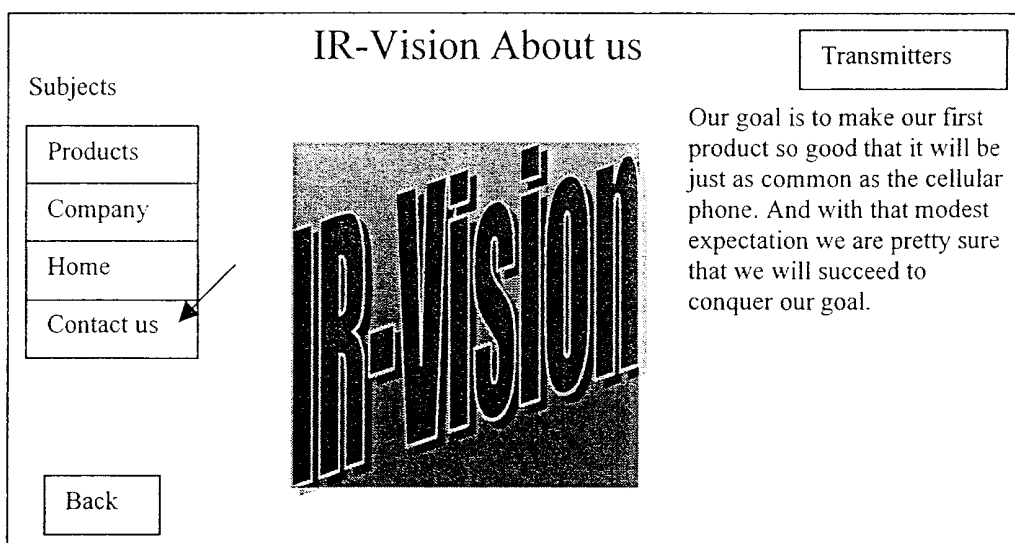 IR-Vision About us
Transmitters
Subjects
Products
Company
Home
Contact us
Back
IR-Vision
Our goal is to make our first
product so good that it will be
just as common as the cellular
phone. And with that modest
expectation we are pretty sure
that we will succeed to
conquer our goal.